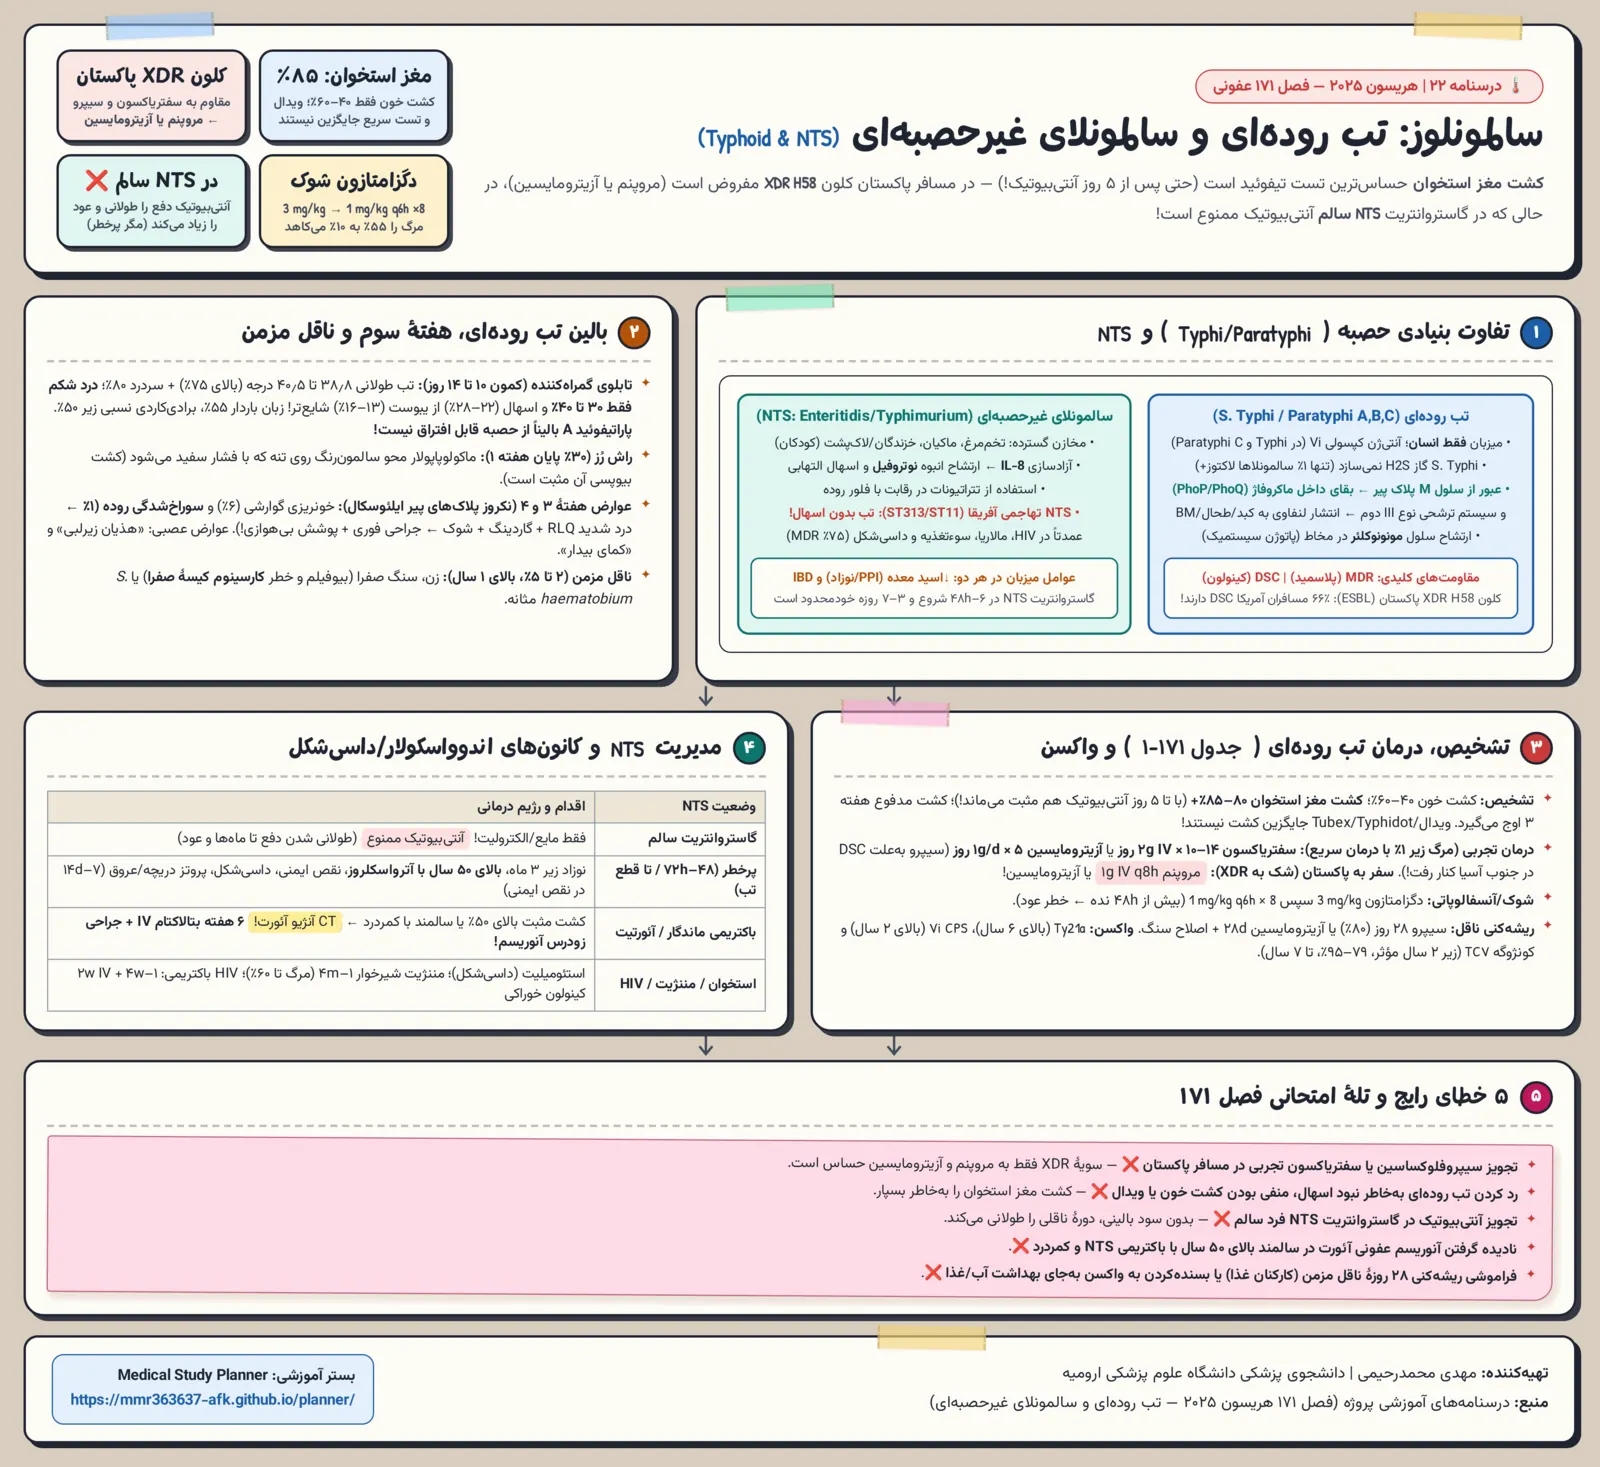 🌡️ درسنامه ۲۲ | هریسون ۲۰۲۵ – فصل ۱۷۱ عفونی
سالمونلوز: تب روده‌ای و سالمونلای غیرحصبه‌ای (Typhoid & NTS)
کشت مغز استخوان حساس‌ترین تست تیفوئید است (حتی پس از ۵ روز آنتی‌بیوتیک!) — در مسافر پاکستان کلون XDR H58 مفروض است (مروپنم یا آزیترومایسین)، در
حالی که در گاستروانتریت NTS سالم آنتی‌بیوتیک ممنوع است!
مغز استخوان: ۸۵٪
کشت خون فقط ۴۰–۶۰٪؛ ویدال
و تست سریع جایگزین نیستند
کلون XDR پاکستان
مقاوم به سفتریاکسون و سیپرو
← مروپنم یا آزیترومایسین
دگزامتازون شوک
3 mg/kg → 1 mg/kg q6h ×8
مرگ را ۵۵٪ به ۱۰٪ می‌کاهد
در NTS سالم ❌
آنتی‌بیوتیک دفع را طولانی و عود
را زیاد می‌کند (مگر پرخطر)
۱ تفاوت بنیادی حصبه ( Typhi/Paratyphi ) و NTS
تب روده‌ای (S. Typhi / Paratyphi A,B,C)
• میزبان فقط انسان؛ آنتی‌ژن کپسولی Vi (در Typhi و Paratyphi C)
• S. Typhi گاز H2S نمی‌سازد (تنها ۱٪ سالمونلاها لاکتوز+)
• عبور از سلول M پلاک پیر ← بقای داخل ماکروفاژ (PhoP/PhoQ)
و سیستم ترشحی نوع III دوم ← انتشار لنفاوی به کبد/طحال/BM
• ارتشاح سلول مونونوکلئر در مخاط (پاتوژن سیستمیک)
مقاومت‌های کلیدی: MDR (پلاسمید) | DSC (کینولون)
کلون XDR H58 پاکستان (ESBL)؛ ۶۶٪ مسافران آمریکا DSC دارند!
سالمونلای غیرحصبه‌ای (NTS: Enteritidis/Typhimurium)
• مخازن گسترده: تخم‌مرغ، ماکیان، خزندگان/لاک‌پشت (کودکان)
• آزادسازی IL-8 ← ارتشاح انبوه نوتروفیل و اسهال التهابی
• استفاده از تتراتیونات در رقابت با فلور روده
• NTS تهاجمی آفریقا (ST313/ST11): تب بدون اسهال!
عمدتاً در HIV، مالاریا، سوءتغذیه و داسی‌شکل (۷۵٪ MDR)
عوامل میزبان در هر دو: ↓اسید معده (PPI/نوزاد) و IBD
گاستروانتریت NTS در ۶–۴۸h شروع و ۳–۷ روزه خودمحدود است
۲ بالین تب روده‌ای، هفتهٔ سوم و ناقل مزمن
✦ تابلوی گمراه‌کننده (کمون ۱۰ تا ۱۴ روز): تب طولانی ۳۸٫۸ تا ۴۰٫۵ درجه (بالای ۷۵٪) + سردرد ۸۰٪؛ درد شکم
فقط ۳۰ تا ۴۰٪ و اسهال (۲۲–۲۸٪) از یبوست (۱۳–۱۶٪) شایع‌تر! زبان باردار ۵۵٪، برادی‌کاردی نسبی زیر ۵۰٪.
پاراتیفوئید A بالیناً از حصبه قابل افتراق نیست!
✦ راش رُز (۳۰٪ پایان هفته ۱): ماکولوپاپولار محو سالمون‌رنگ روی تنه که با فشار سفید می‌شود (کشت
بیوپسی آن مثبت است).
✦ عوارض هفتهٔ ۳ و ۴ (نکروز پلاک‌های پیر ایلئوسکال): خونریزی گوارشی (۶٪) و سوراخ‌شدگی روده (۱٪ ←
درد شدید RLQ + گاردینگ + شوک ← جراحی فوری + پوشش بی‌هوازی!). عوارض عصبی: «هذیان زیرلبی» و
«کمای بیدار».
✦ ناقل مزمن (۲ تا ۵٪، بالای ۱ سال): زن، سنگ صفرا (بیوفیلم و خطر کارسینوم کیسهٔ صفرا) یا S.
haematobium مثانه.
۳ تشخیص، درمان تب روده‌ای ( جدول ۱۷۱-۱ ) و واکسن
✦ تشخیص: کشت خون ۴۰–۶۰٪؛ کشت مغز استخوان ۸۰–۸۵٪+ (با تا ۵ روز آنتی‌بیوتیک هم مثبت می‌ماند!)؛ کشت مدفوع هفته
۳ اوج می‌گیرد. ویدال/Tubex/Typhidot جایگزین کشت نیستند!
✦ درمان تجربی (مرگ زیر ۱٪ با درمان سریع): سفتریاکسون ۲g IV × ۱۰–۱۴ روز یا آزیترومایسین ۱g/d × ۵ روز (سیپرو به‌علت DSC
در جنوب آسیا کنار رفت!). سفر به پاکستان (شک به XDR): مروپنم ۱g IV q8h یا آزیترومایسین!
✦ شوک/آنسفالوپاتی: دگزامتازون 3 mg/kg سپس 1 mg/kg q6h × 8 (بیش از ۴۸h نده ← خطر عود).
✦ ریشه‌کنی ناقل: سیپرو ۲۸ روز (۸۰٪) یا آزیترومایسین ۲۸d + اصلاح سنگ. واکسن: Ty21a (بالای ۶ سال)، Vi CPS (بالای ۲ سال) و
کونژوگه TCV (زیر ۲ سال مؤثر، ۷۹–۹۵٪، تا ۷ سال).
۴ مدیریت NTS و کانون‌های اندوواسکولار/داسی‌شکل
وضعیت NTS
اقدام و رژیم درمانی
گاستروانتریت سالم
فقط مایع/الکترولیت! آنتی‌بیوتیک ممنوع (طولانی شدن دفع تا ماه‌ها و عود)
پرخطر (۴۸–۷۲h / تا قطع
تب)
نوزاد زیر ۳ ماه، بالای ۵۰ سال با آترواسکلروز، نقص ایمنی، داسی‌شکل، پروتز دریچه/عروق (۷–۱۴d
در نقص ایمنی)
باکتریمی ماندگار / آئورتیت
کشت مثبت بالای ۵۰٪ یا سالمند با کمردرد ← CT آنژیو آئورت! ۶ هفته بتالاکتام IV + جراحی
زودرس آنوریسم!
استخوان / مننژیت / HIV
استئومیلیت (داسی‌شکل)؛ مننژیت شیرخوار ۱–۴m (مرگ تا ۶۰٪)؛ HIV باکتریمی: ۱–۲w IV + ۴w
کینولون خوراکی
۵ ۵ خطای رایج و تلهٔ امتحانی فصل ۱۷۱
✦ تجویز سیپروفلوکساسین یا سفتریاکسون تجربی در مسافر پاکستان ❌ – سویهٔ XDR فقط به مروپنم و آزیترومایسین حساس است.
✦ رد کردن تب روده‌ای به‌خاطر نبود اسهال، منفی بودن کشت خون یا ویدال ❌ – کشت مغز استخوان را به‌خاطر بسپار.
✦ تجویز آنتی‌بیوتیک در گاستروانتریت NTS فرد سالم ❌ – بدون سود بالینی، دورهٔ ناقلی را طولانی می‌کند.
✦ نادیده گرفتن آنوریسم عفونی آئورت در سالمند بالای ۵۰ سال با باکتریمی NTS و کمردرد ❌.
✦ فراموشی ریشه‌کنی ۲۸ روزهٔ ناقل مزمن (کارکنان غذا) یا بسنده‌کردن به واکسن به‌جای بهداشت آب/غذا ❌.
تهیه‌کننده: مهدی محمدرحیمی | دانشجوی پزشکی دانشگاه علوم پزشکی ارومیه
منبع: درسنامه‌های آموزشی پروژه (فصل ۱۷۱ هریسون ۲۰۲۵ – تب روده‌ای و سالمونلای غیرحصبه‌ای)
بستر آموزشی: Medical Study Planner
https://mmr363637-afk.github.io/planner/